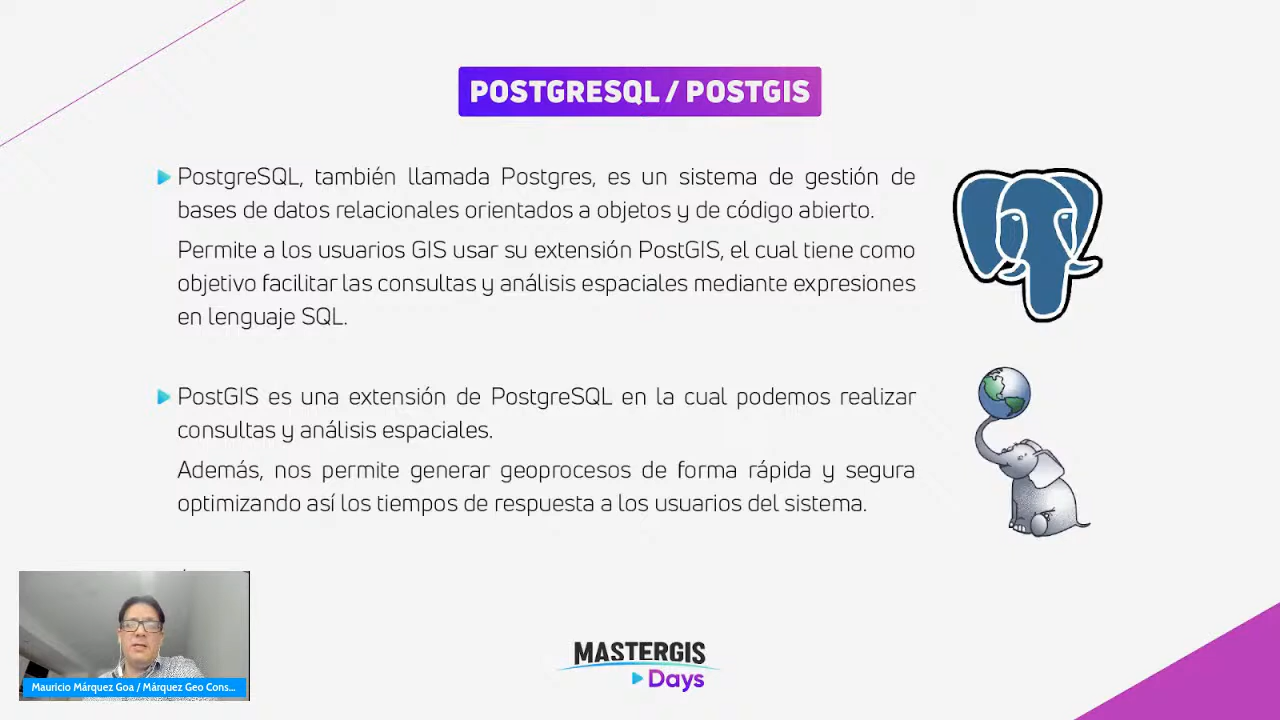 POSTGRESQL / POSTGIS
PostgreSQL, también llamada Postgres, es un sistema de gestión de
bases de datos relacionales orientados a objetos y de código abierto.
Permite a los usuarios GIS usar su extensión PostGIS, el cual tiene como
objetivo facilitar las consultas y análisis espaciales mediante expresiones
en lenguaje SQL.
PostGIS es una extensión de PostgreSQL en la cual podemos realizar
consultas y análisis espaciales.
Además, nos permite generar geoprocesos de forma rápida y segura
optimizando así los tiempos de respuesta a los usuarios del sistema.
Mauricio Márquez Goa / Márquez Geo Cons...
MASTERGIS
Days